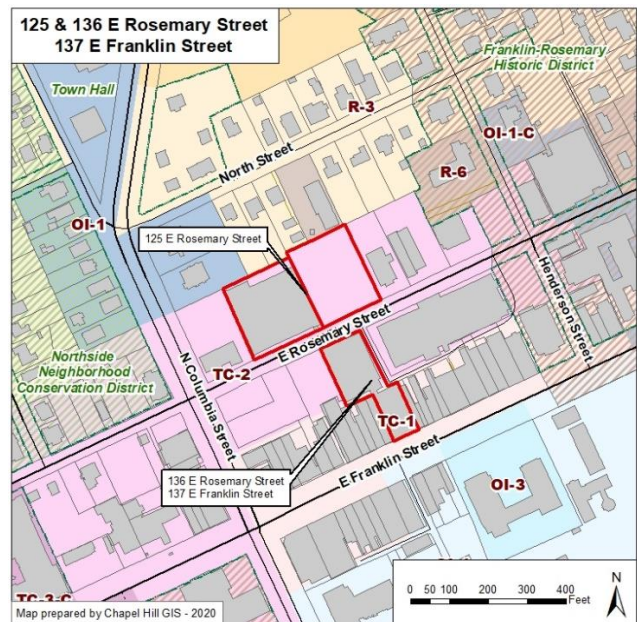 125 & 136 E Rosemary Street
137 E Franklin Street
Town Hall
Franklin-Rosemary
Historic District
R-3
OI-1-C
North Street
R-6
OI-1
125 E Rosemary Street
E Rosemary Street
Henderson Street
Northside
Neighborhood
Conservation District
N Columbia Street
TC-2
TC-1
E Franklin Street
136 E Rosemary Street
137 E Franklin Street
OI-3
TC-3-C
0 50 100 200 300 400
Feet
N
Map prepared by Chapel Hill GIS - 2020